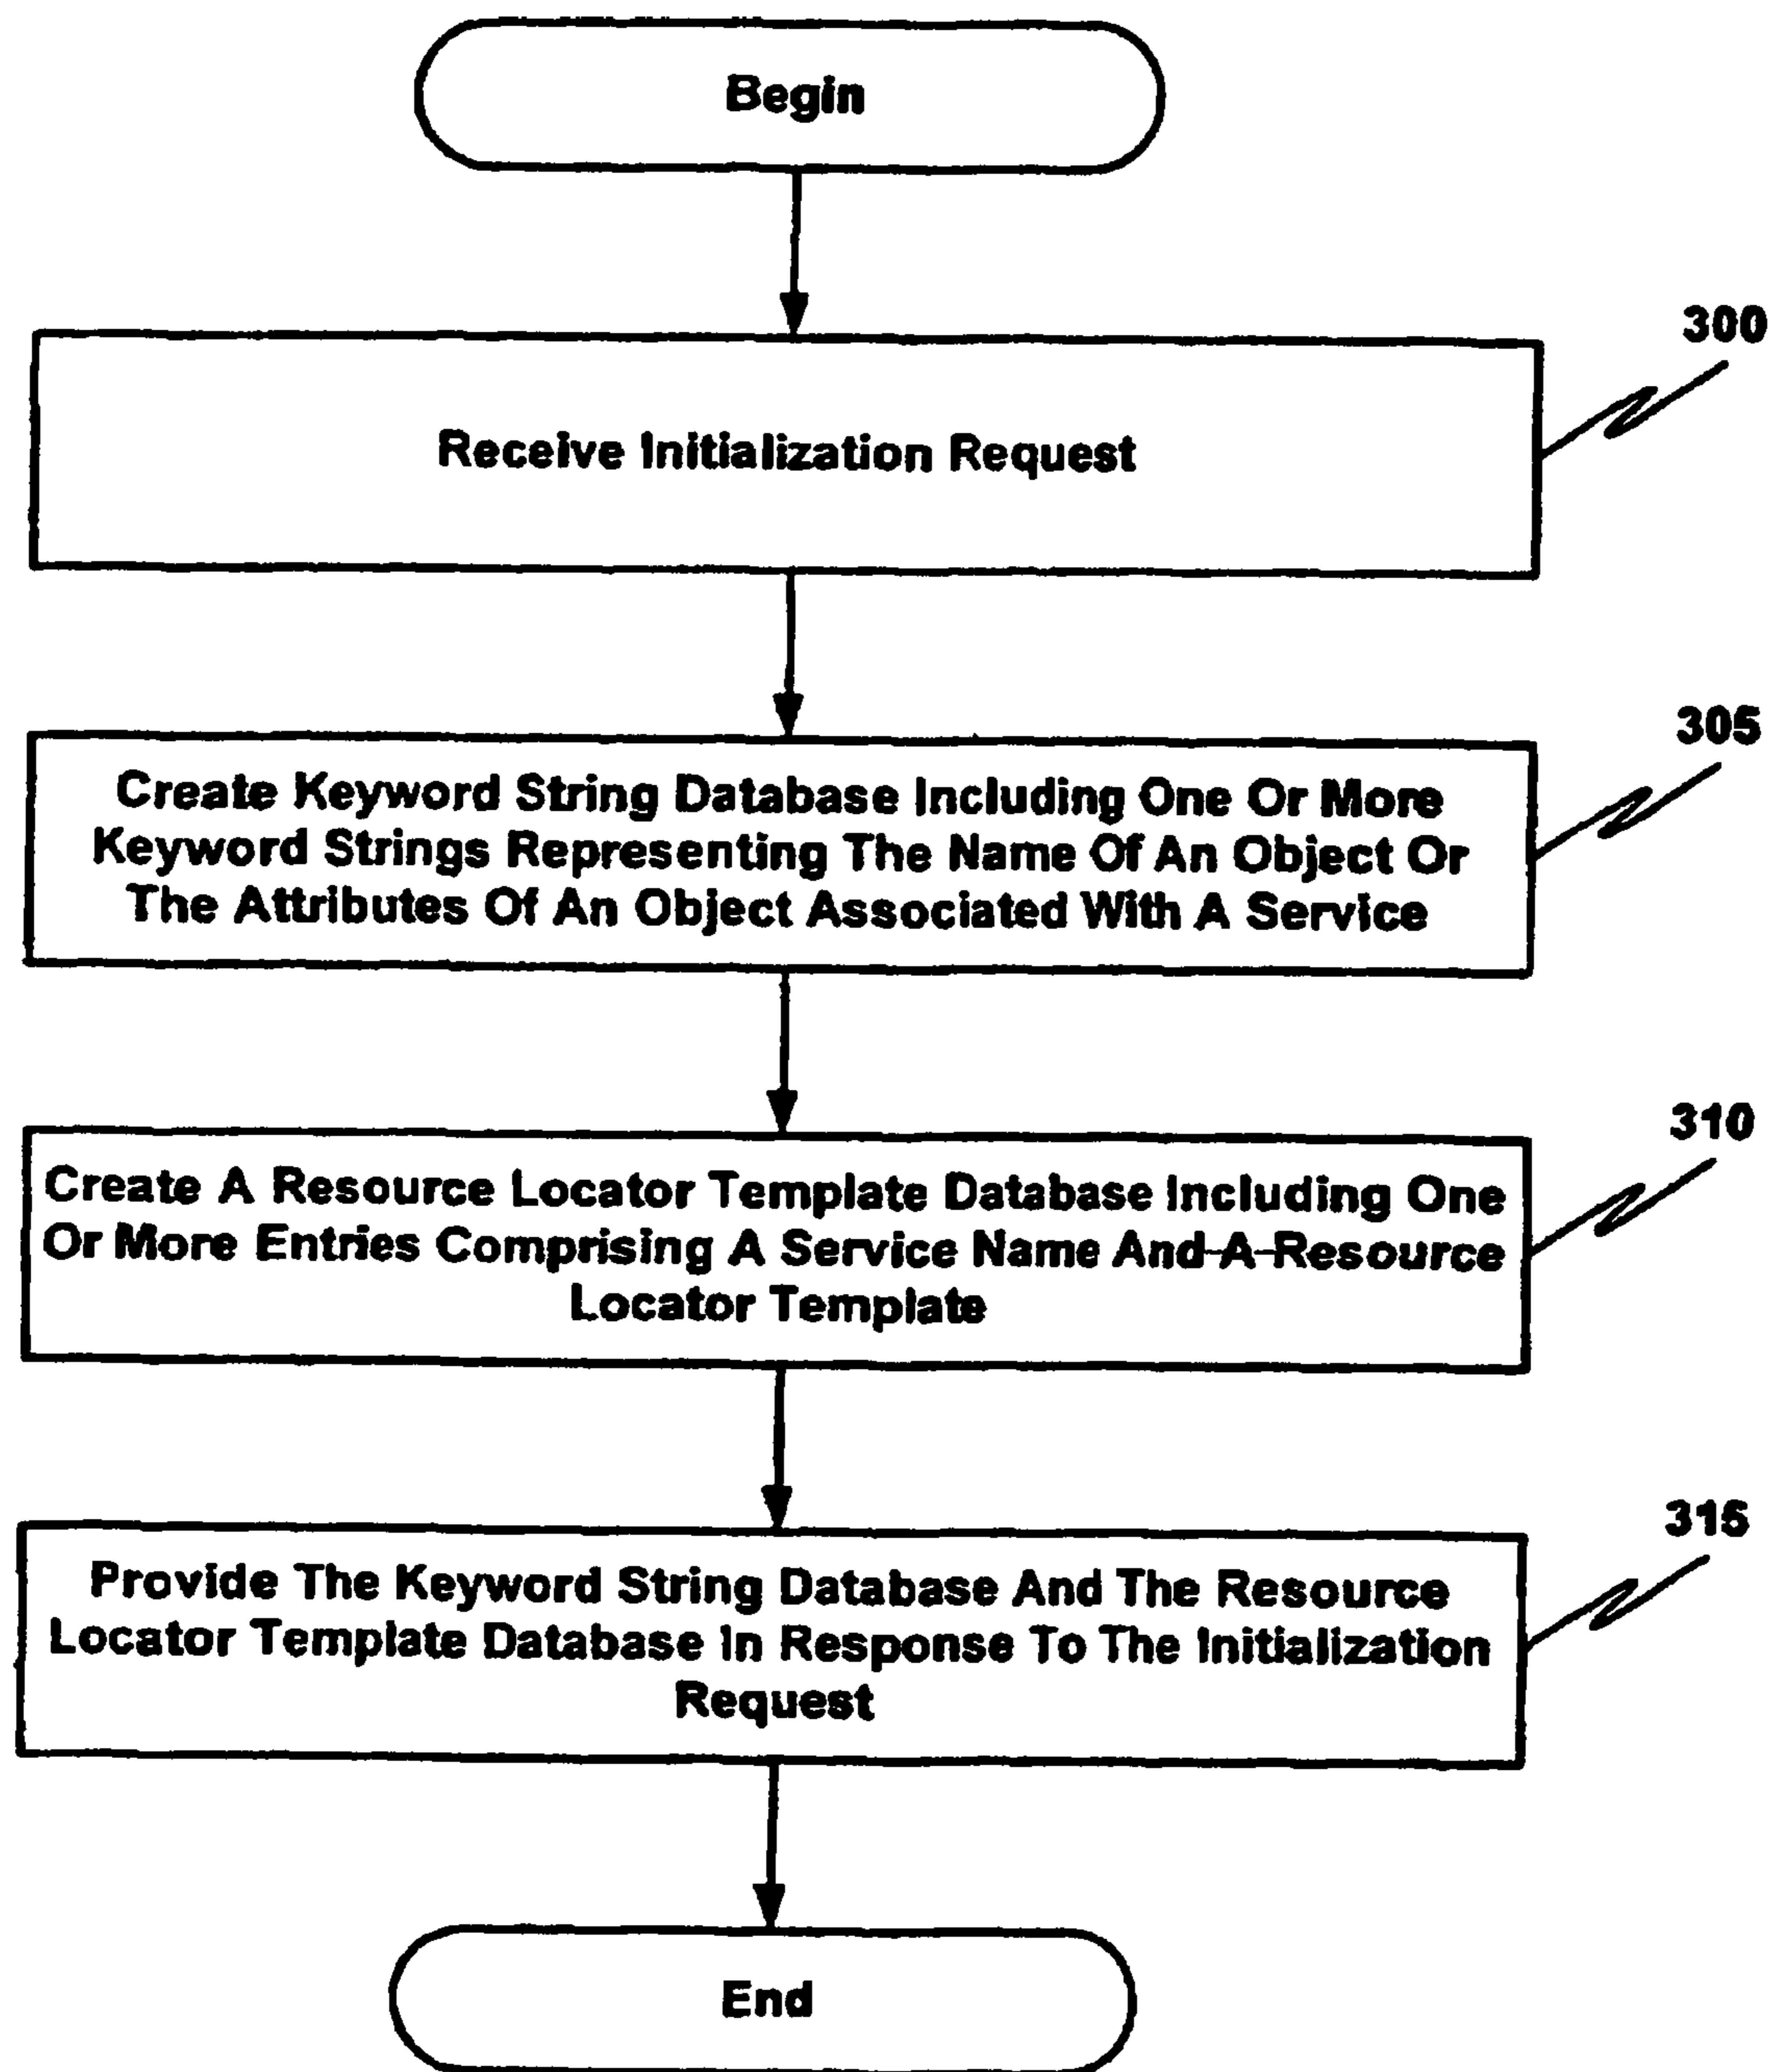 Begin
300
Receive Initialization Request
305
Create Keyword String Database Including One Or More
Keyword Strings Representing The Name Of An Object Or
The Attributes Of An Object Associated With A Service
310
Create A Resource Locator Template Database Including One
Or More Entries Comprising A Service Name And A Resource
Locator Template
315
Provide The Keyword String Database And The Resource
Locator Template Database In Response To The Initialization
Request
End